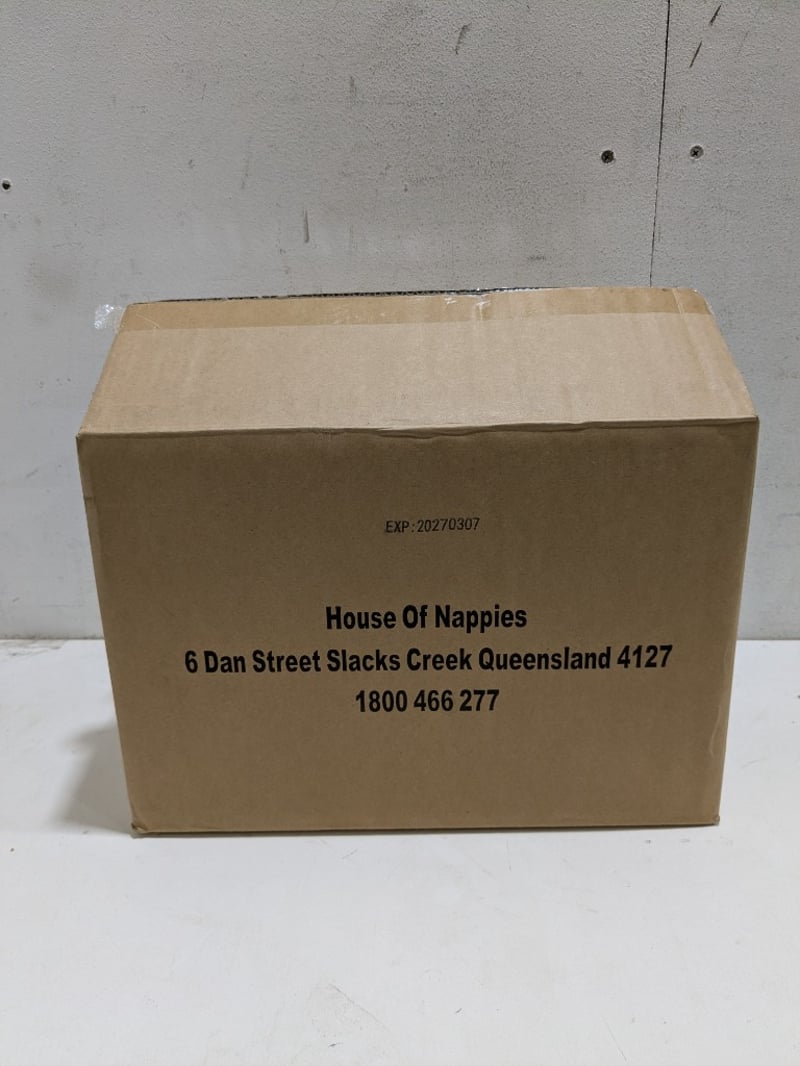 EXP:20270307
House Of Nappies
6 Dan Street Slacks Creek Queensland 4127
1800 466 277